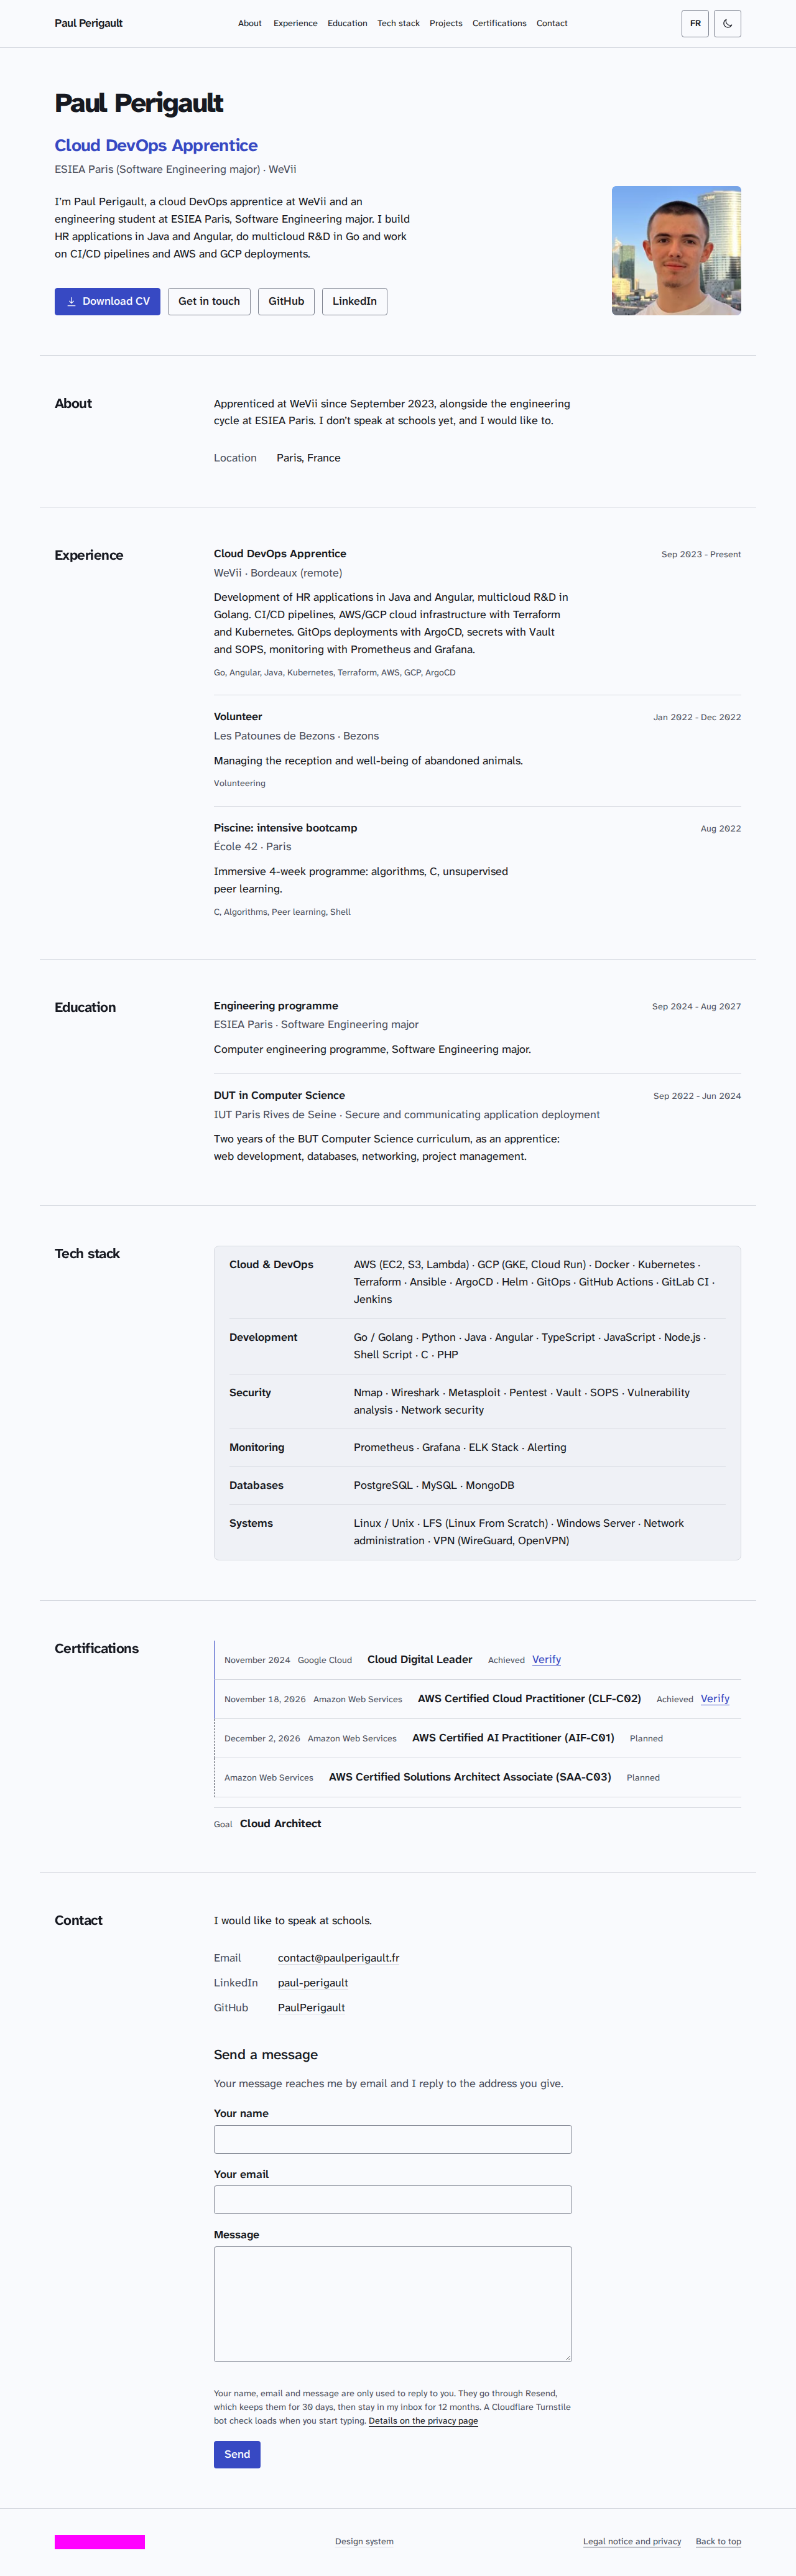 Paul Perigault
About Experience Education Tech stack Projects Certifications Contact
FR
Paul Perigault
Cloud DevOps Apprentice
ESIEA Paris (Software Engineering major) · WeVii
I'm Paul Perigault, a cloud DevOps apprentice at WeVii and an
engineering student at ESIEA Paris, Software Engineering major. I build
HR applications in Java and Angular, do multicloud R&D in Go and work
on CI/CD pipelines and AWS and GCP deployments.
Download CV
Get in touch
GitHub
LinkedIn
About
Apprenticed at WeVii since September 2023, alongside the engineering
cycle at ESIEA Paris. I don't speak at schools yet, and I would like to.
Location Paris, France
Experience
Cloud DevOps Apprentice
Sep 2023 - Present
WeVii · Bordeaux (remote)
Development of HR applications in Java and Angular, multicloud R&D in
Golang. CI/CD pipelines, AWS/GCP cloud infrastructure with Terraform
and Kubernetes. GitOps deployments with ArgoCD, secrets with Vault
and SOPS, monitoring with Prometheus and Grafana.
Go, Angular, Java, Kubernetes, Terraform, AWS, GCP, ArgoCD
Volunteer
Jan 2022 - Dec 2022
Les Patounes de Bezons · Bezons
Managing the reception and well-being of abandoned animals.
Volunteering
Piscine: intensive bootcamp
Aug 2022
École 42 · Paris
Immersive 4-week programme: algorithms, C, unsupervised
peer learning.
C, Algorithms, Peer learning, Shell
Education
Engineering programme
Sep 2024 - Aug 2027
ESIEA Paris · Software Engineering major
Computer engineering programme, Software Engineering major.
DUT in Computer Science
Sep 2022 - Jun 2024
IUT Paris Rives de Seine · Secure and communicating application deployment
Two years of the BUT Computer Science curriculum, as an apprentice:
web development, databases, networking, project management.
Tech stack
Cloud & DevOps
AWS (EC2, S3, Lambda) · GCP (GKE, Cloud Run) · Docker · Kubernetes ·
Terraform · Ansible · ArgoCD · Helm · GitOps · GitHub Actions · GitLab CI ·
Jenkins
Development
Go / Golang · Python · Java · Angular · TypeScript · JavaScript · Node.js ·
Shell Script · C · PHP
Security
Nmap · Wireshark · Metasploit · Pentest · Vault · SOPS · Vulnerability
analysis · Network security
Monitoring
Prometheus · Grafana · ELK Stack · Alerting
Databases
PostgreSQL · MySQL · MongoDB
Systems
Linux / Unix · LFS (Linux From Scratch) · Windows Server · Network
administration · VPN (WireGuard, OpenVPN)
Certifications
November 2024 Google Cloud Cloud Digital Leader Achieved Verify
November 18, 2026 Amazon Web Services AWS Certified Cloud Practitioner (CLF-C02) Achieved Verify
December 2, 2026 Amazon Web Services AWS Certified AI Practitioner (AIF-C01) Planned
Amazon Web Services AWS Certified Solutions Architect Associate (SAA-C03) Planned
Goal Cloud Architect
Contact
I would like to speak at schools.
Email contact@paulperigault.fr
LinkedIn paul-perigault
GitHub PaulPerigault
Send a message
Your message reaches me by email and I reply to the address you give.
Your name
Your email
Message
Your name, email and message are only used to reply to you. They go through Resend,
which keeps them for 30 days, then stay in my inbox for 12 months. A Cloudflare Turnstile
bot check loads when you start typing. Details on the privacy page
Send
Design system
Legal notice and privacy
Back to top